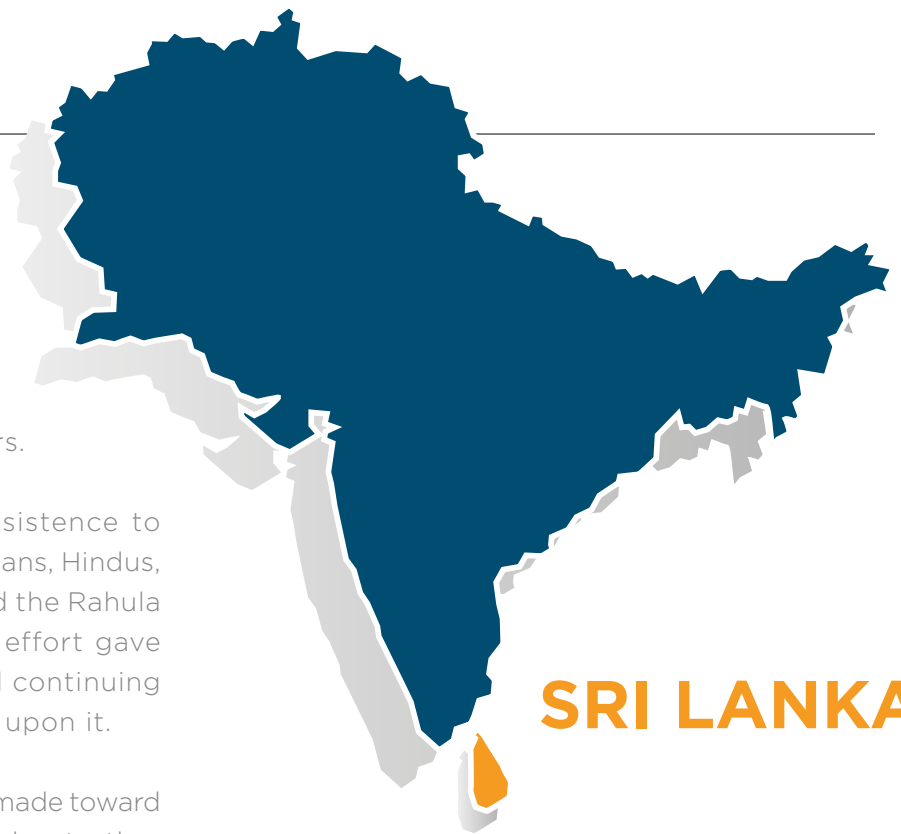 rs.
sistence to
ans, Hindus,
d the Rahula
effort gave
continuing
upon it.
SRI LANKA
made toward